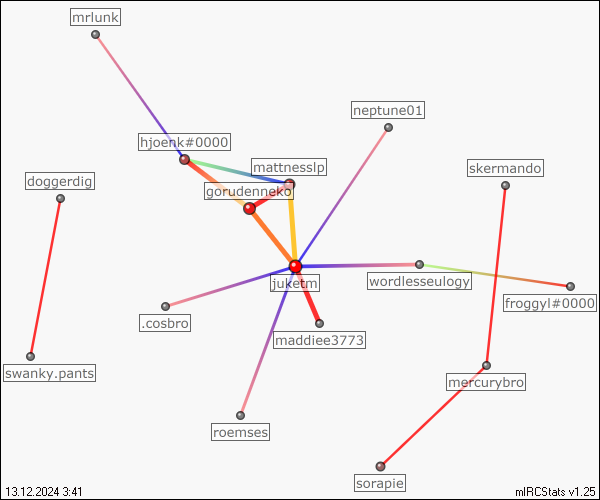 mrlunk
neptune01
hjoenk#0000
mattnesslp
skermando
doggerdig
gorudenneko
juketm
wordlesseulogy
froggyl#0000
.cosbro
maddiee3773
swanky.pants
mercurybro
roemses
sorapie
13.12.2024 3:41
mIRCStats v1.25